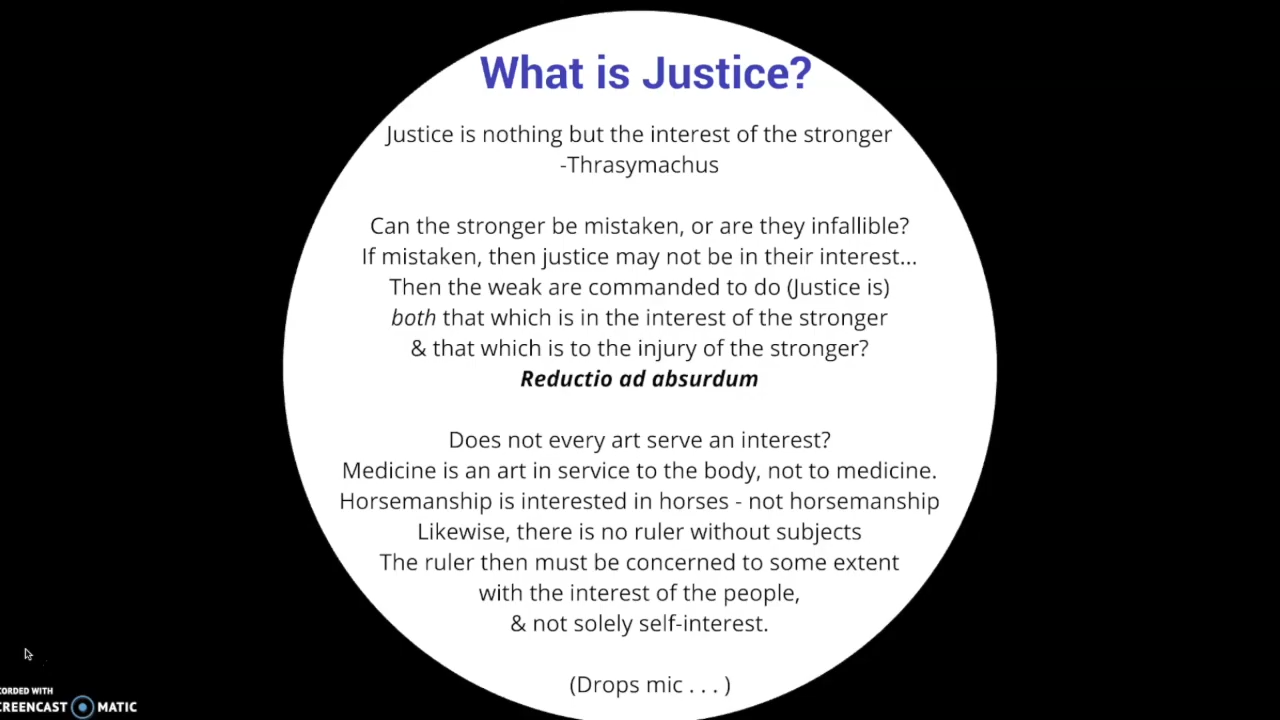 What is Justice?
Justice is nothing but the interest of the stronger
-Thrasymachus
Can the stronger be mistaken, or are they infallible?
If mistaken, then justice may not be in their interest...
Then the weak are commanded to do (Justice is)
both that which is in the interest of the stronger
& that which is to the injury of the stronger?
Reductio ad absurdum
Does not every art serve an interest?
Medicine is an art in service to the body, not to medicine.
Horsemanship is interested in horses - not horsemanship
Likewise, there is no ruler without subjects
The ruler then must be concerned to some extent
with the interest of the people,
& not solely self-interest.
(Drops mic . . . )
CORDED WITH
CREENCAST MATIC